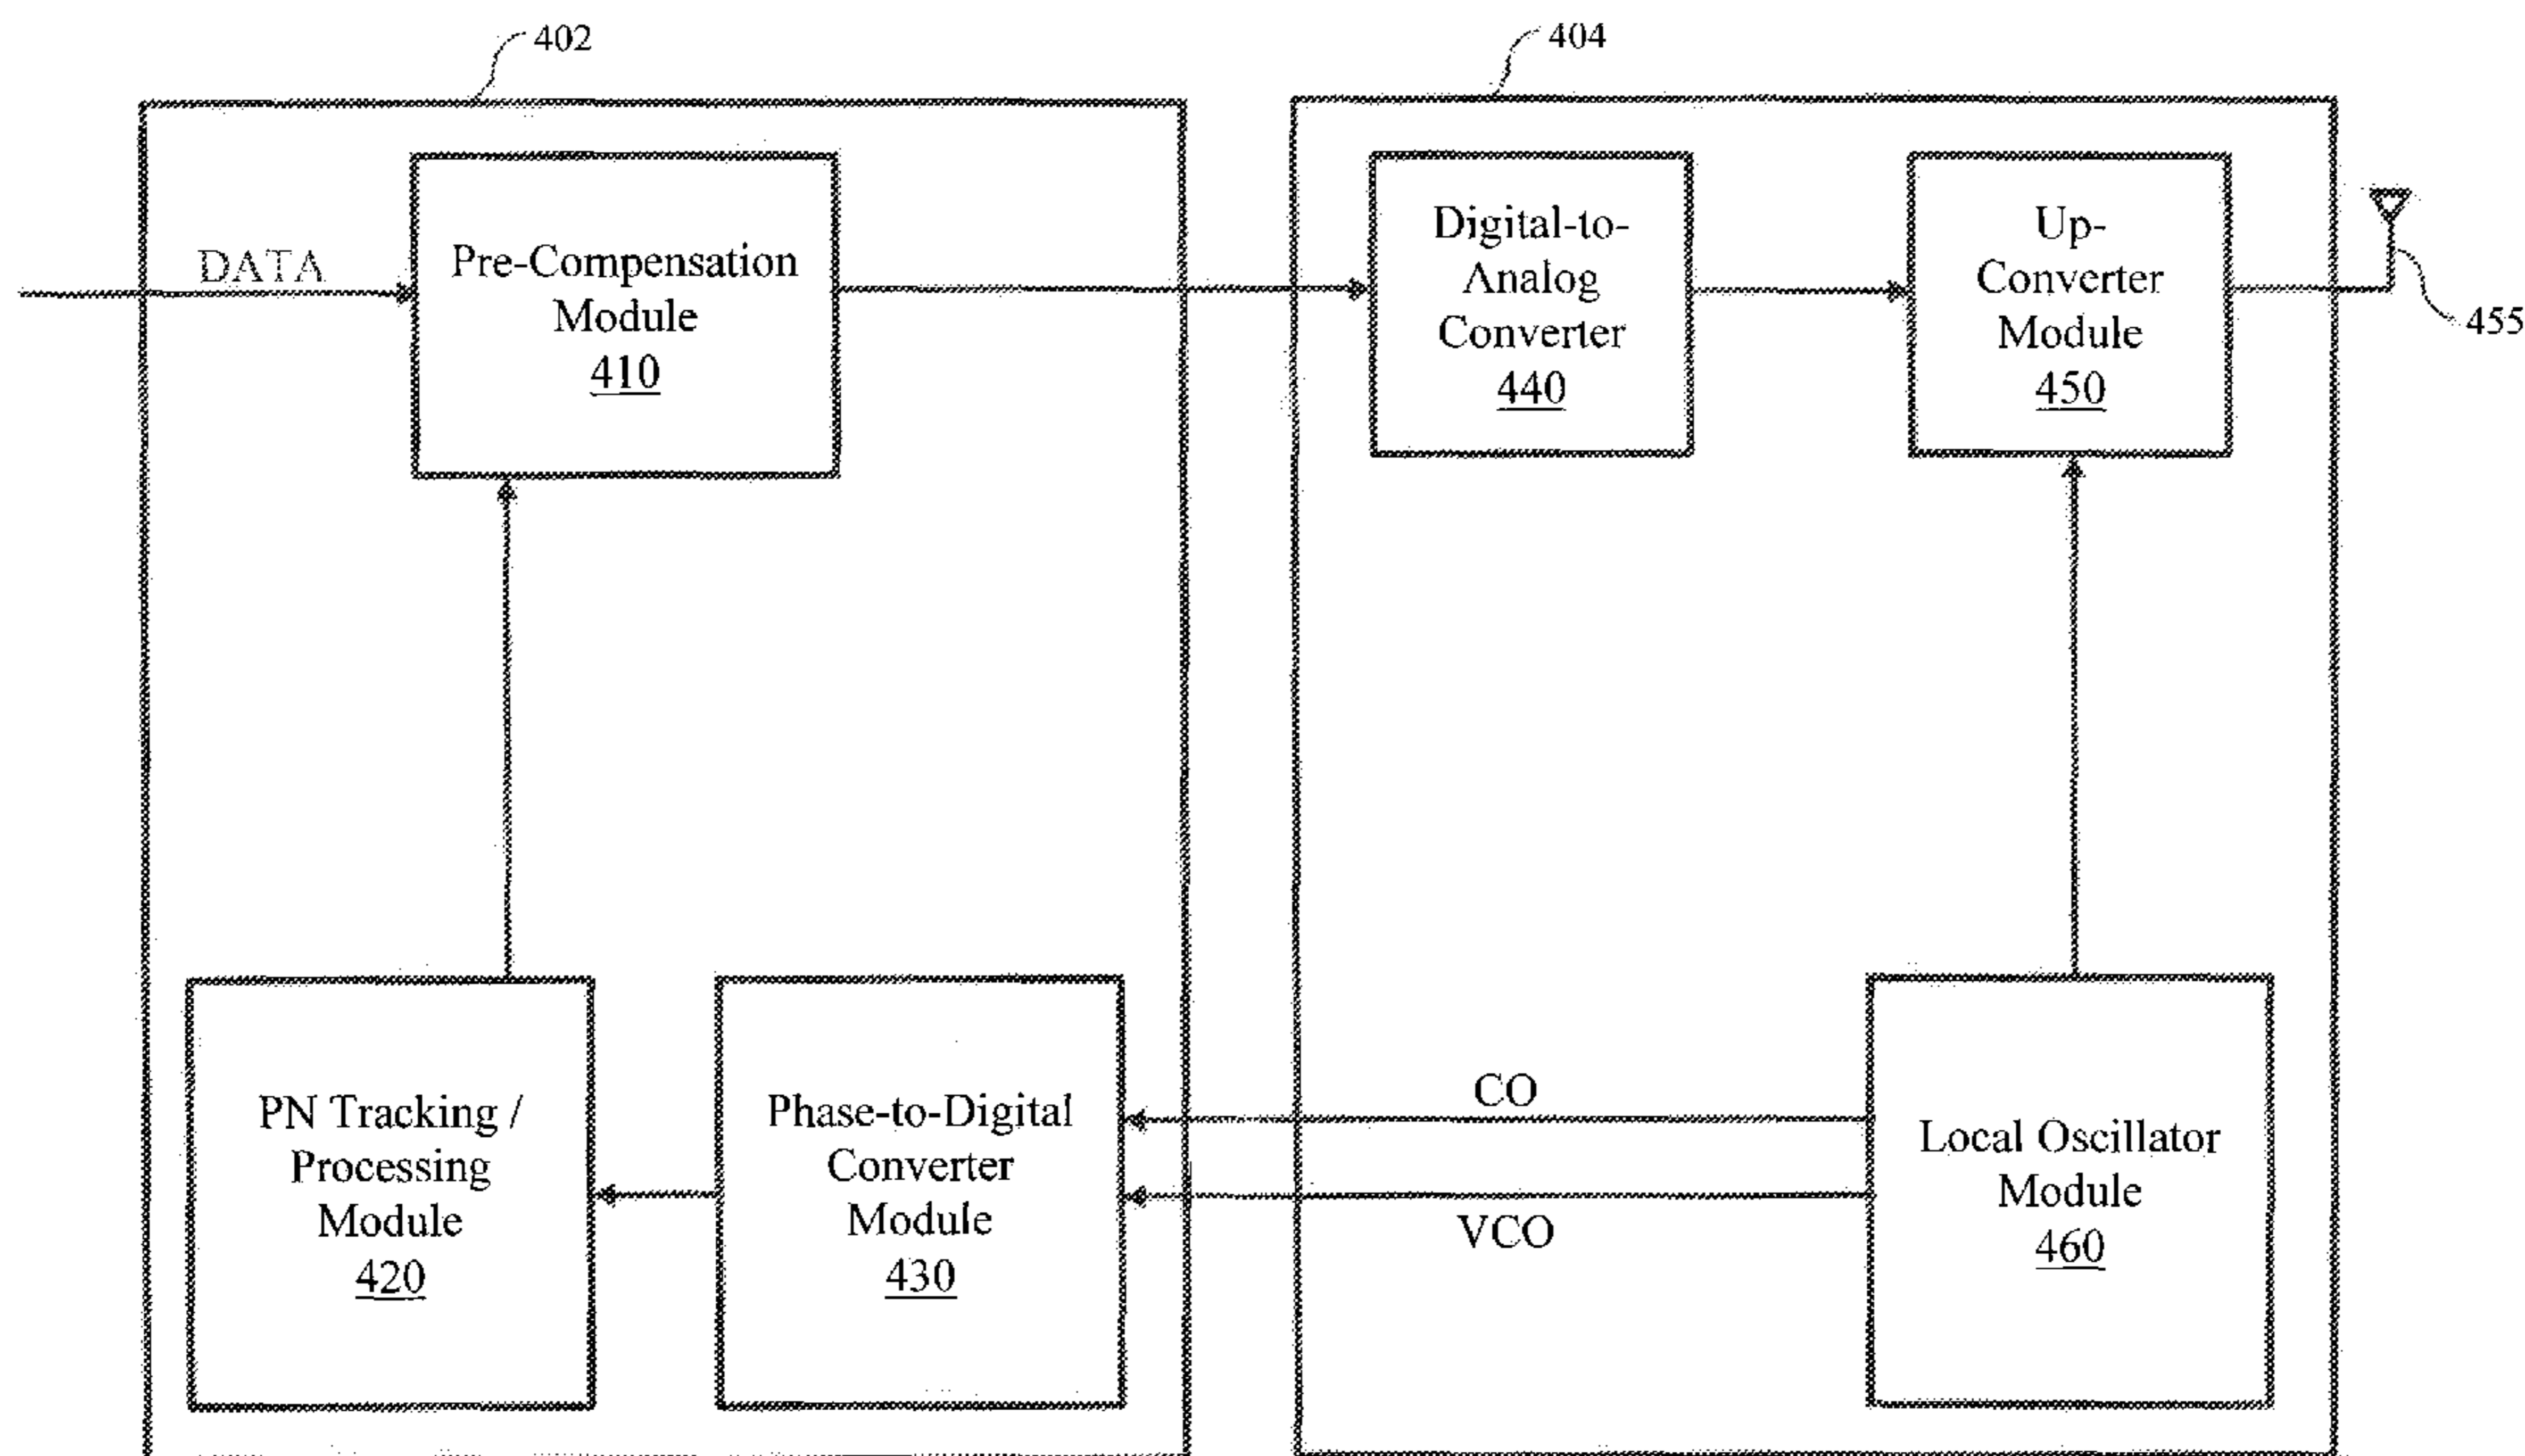 402
404
DATA
Pre-Compensation
Module
410
Digital-to-
Analog
Converter
440
Up-
Converter
Module
450
455
PN Tracking /
Processing
Module
420
Phase-to-Digital
Converter
Module
430
CO
VCO
Local Oscillator
Module
460